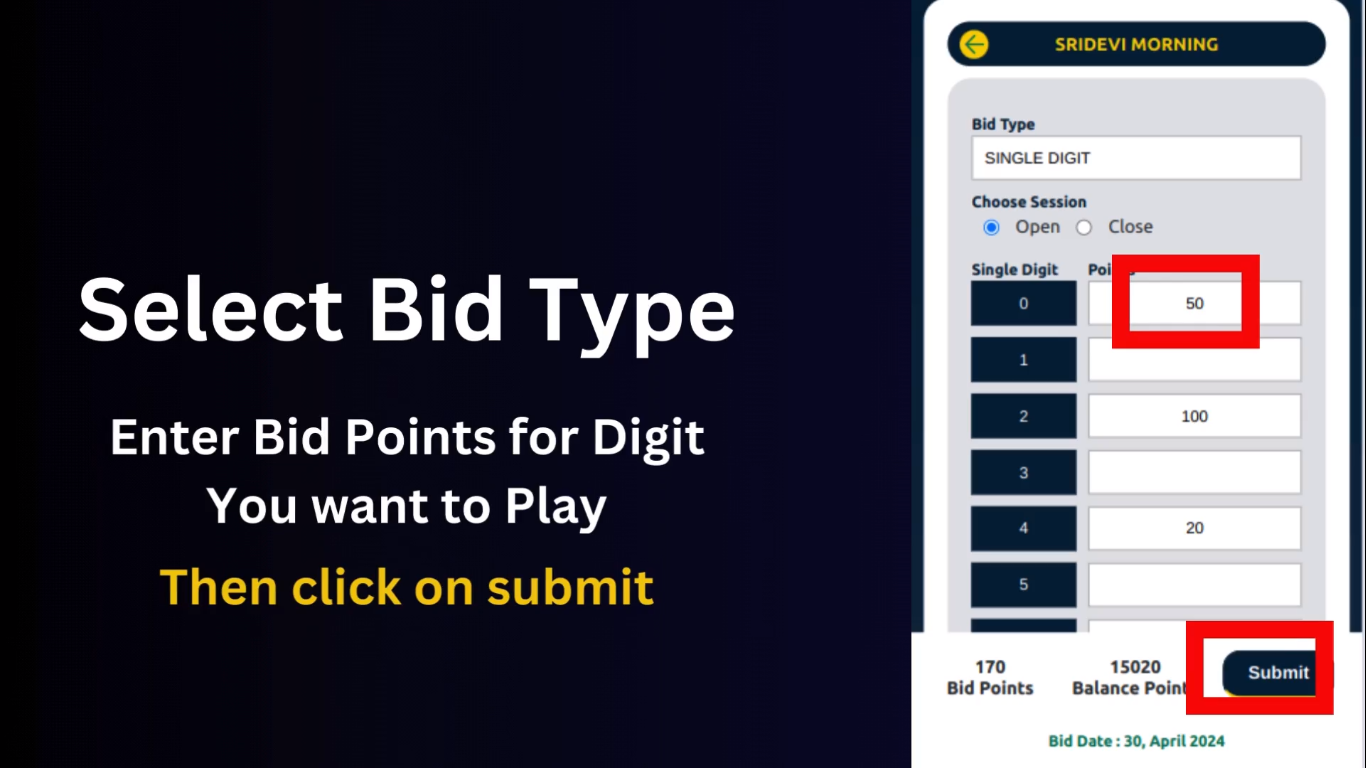 Select Bid Type
Enter Bid Points for Digit
You want to Play
Then click on submit
SRIDEVI MORNING
Bid Type
SINGLE DIGIT
Choose Session
Open Close
Single Digit
0 50
1
2 100
3
4 20
5
170 15020
Bid Points Balance Point
Submit
Bid Date : 30, April 2024